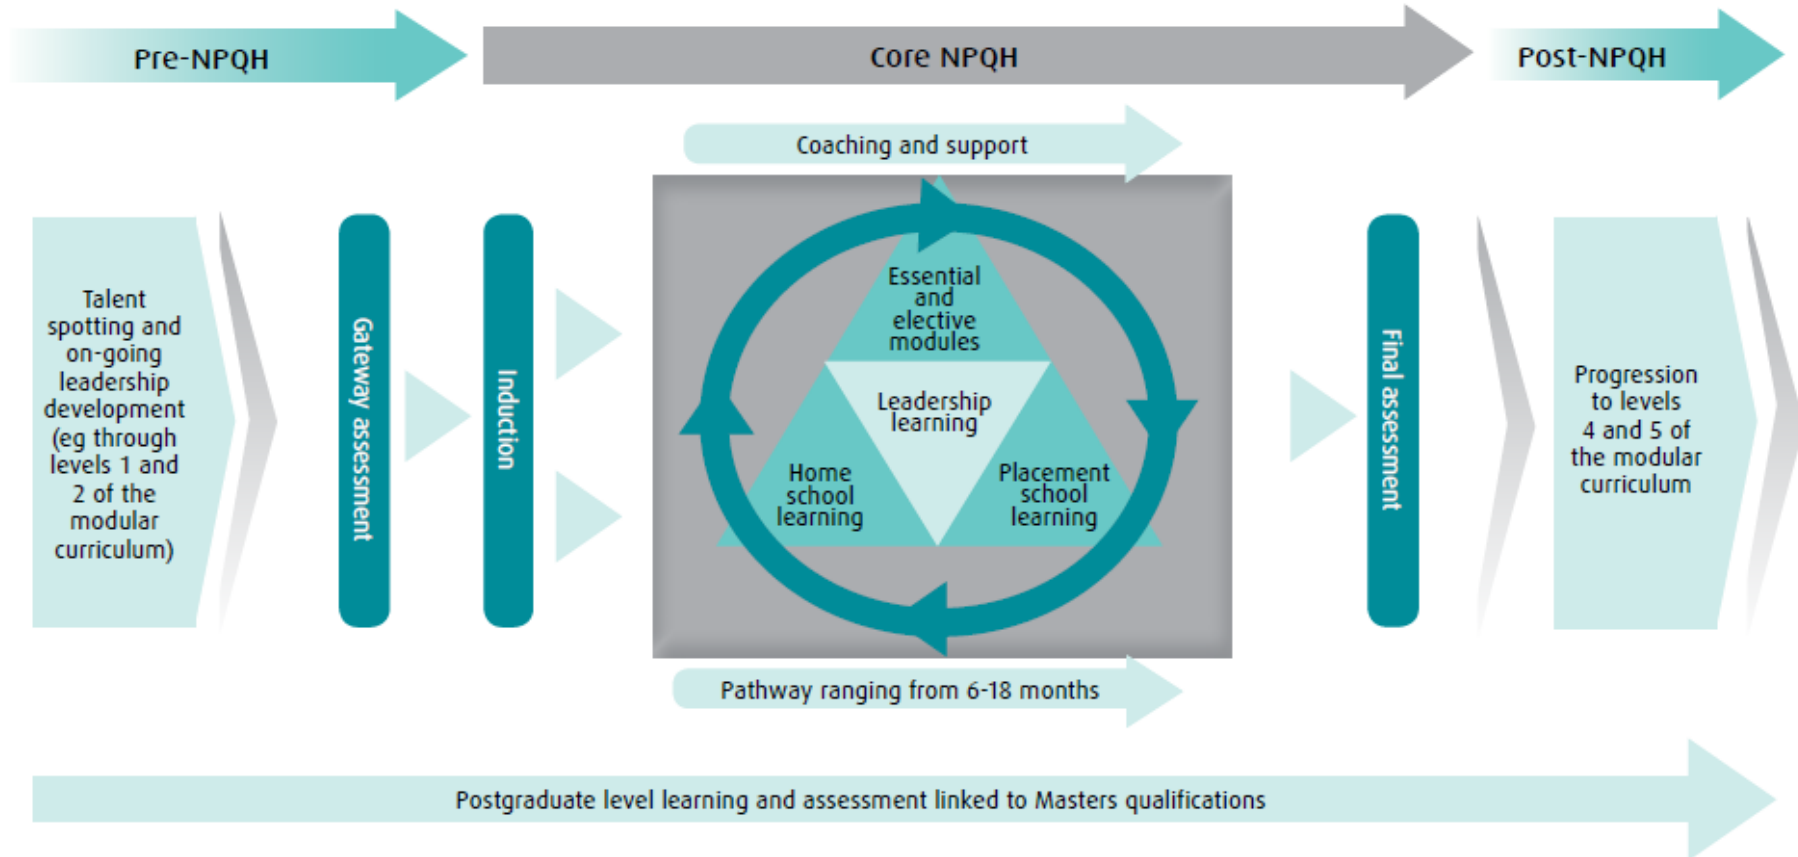 Pre-NPQH
Core NPQH
Post-NPQH
Coaching and support
Talent
spotting and
on-going
leadership
development
(eg through
levels 1 and
2 of the
modular
curriculum)
Gateway assessment
Induction
Essential
and
elective
modules
Leadership
learning
Home
school
learning
Placement
school
learning
Final assessment
Progression
to levels
4 and 5 of
the modular
curriculum
Pathway ranging from 6-18 months
Postgraduate level learning and assessment linked to Masters qualifications